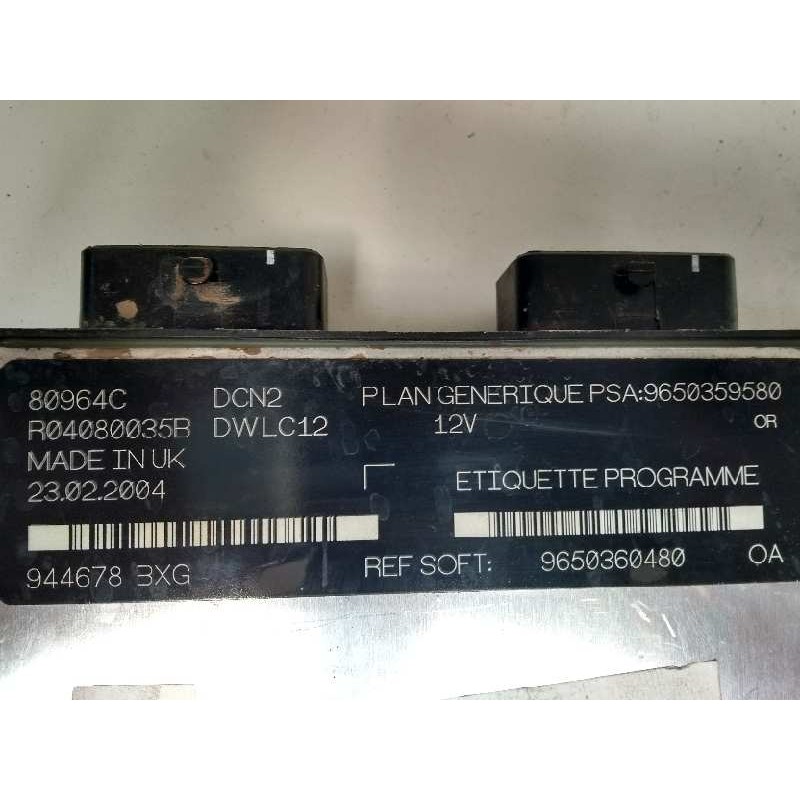 80964C DCN2 PLAN GENERIQUE PSA:9650359580
R04080035B DWLC12 12V OR
MADE IN UK
23.02.2004 ETIQUETTE PROGRAMME
944678 BXG REF SOFT: 9650360480 OA